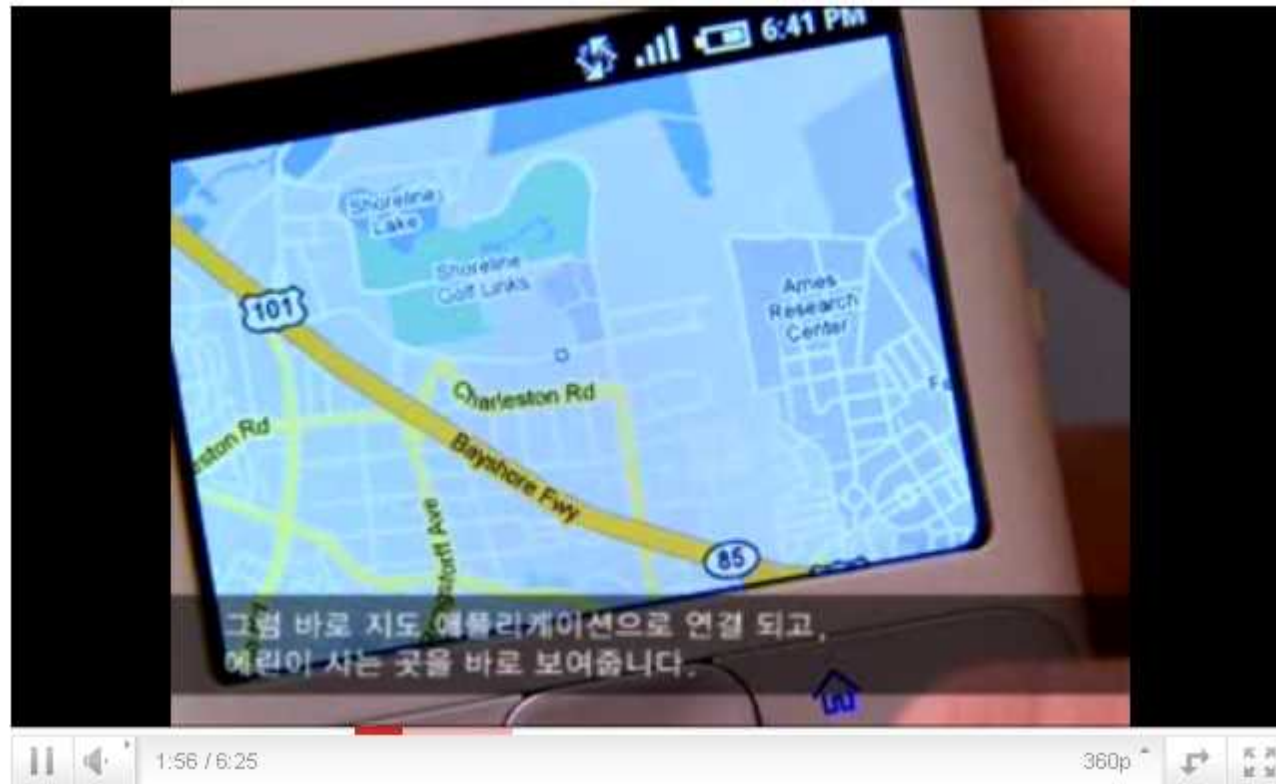 6:41 PM
Shoreline
Lake
Shoreline
Golf Links
Ames
Research
Center
101
Charleston Rd
ston Rd
Bayshore Fwy
85
그럼 바로 지도 애플리케이션으로 연결 되고,
에린이 사는 곳을 바로 보여줍니다.
1:56 / 6:25
360p